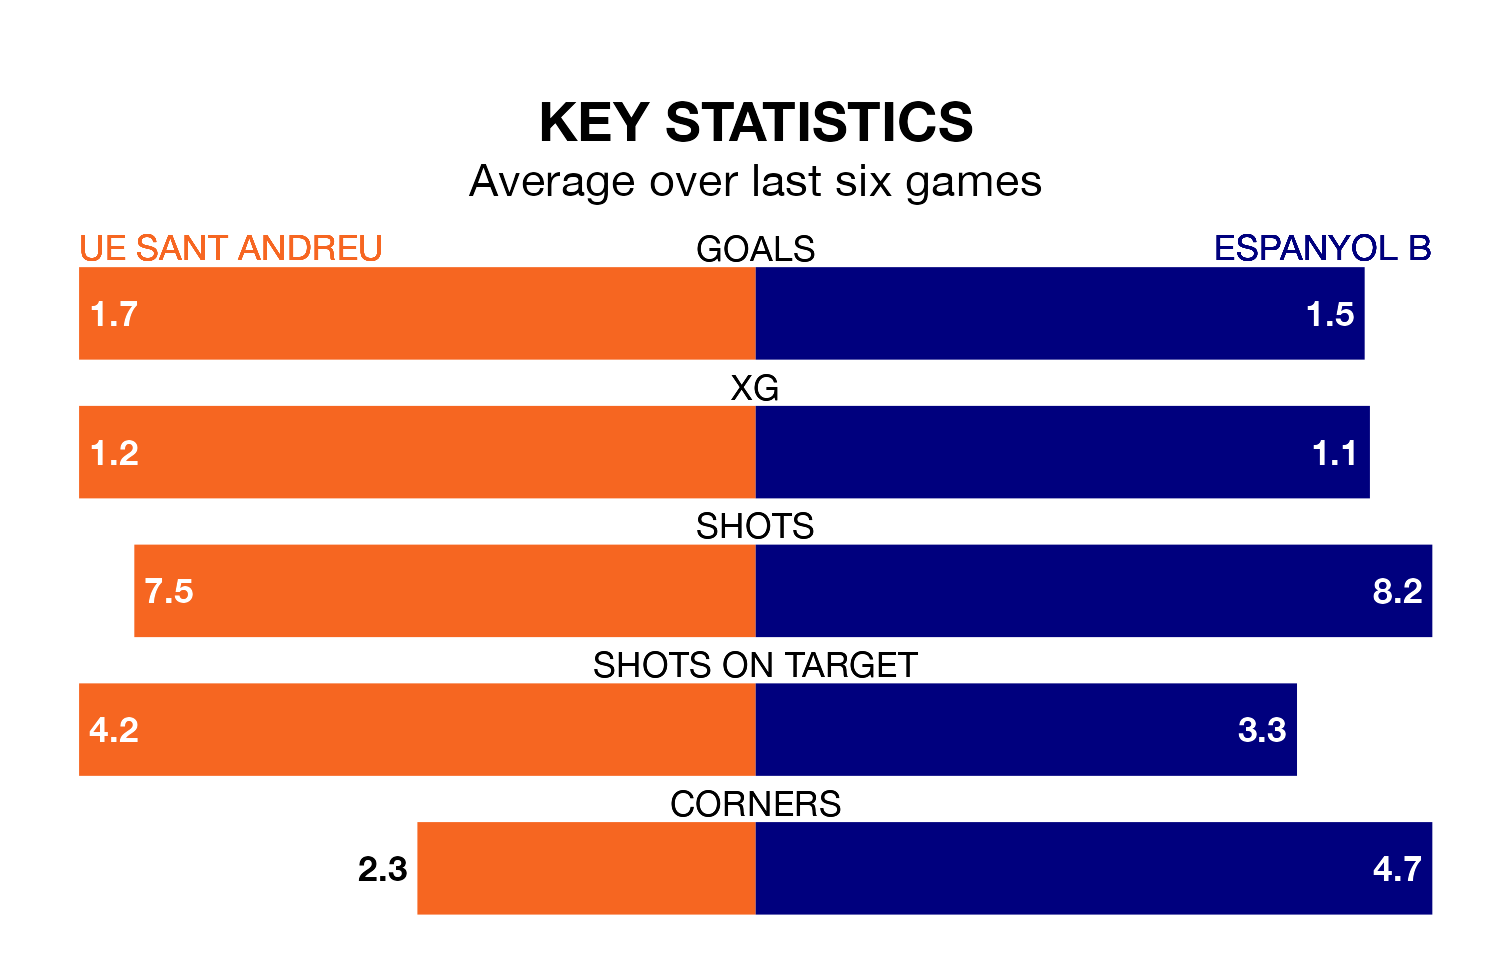 KEY STATISTICS
Average over last six games
UE SANT ANDREU GOALS ESPANYOL B
1.7 1.5
XG
1.2 1.1
SHOTS
7.5 8.2
SHOTS ON TARGET
4.2 3.3
CORNERS
2.3 4.7